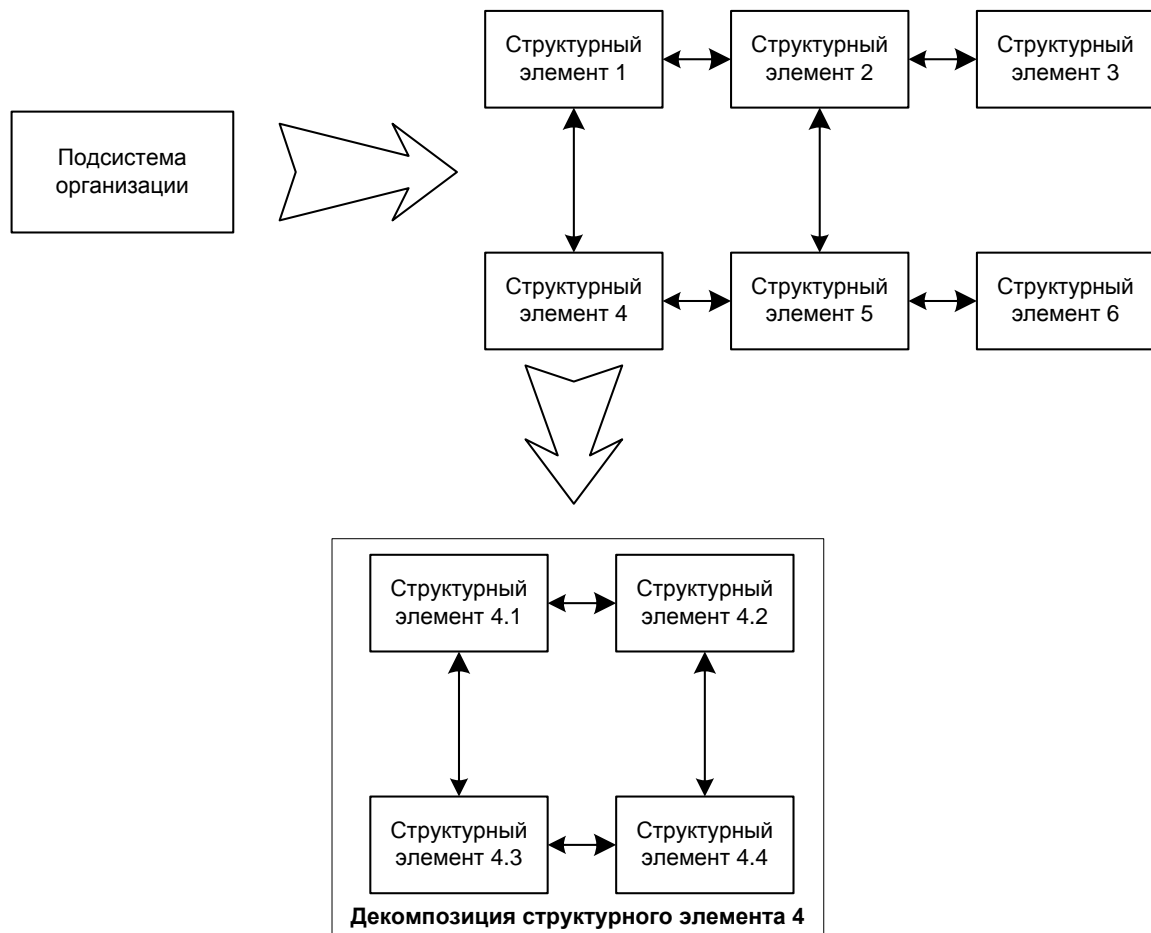 Структурный
элемент 1
Структурный
элемент 2
Структурный
элемент 3
Подсистема
организации
Структурный
элемент 4
Структурный
элемент 5
Структурный
элемент 6
Структурный
элемент 4.1
Структурный
элемент 4.2
Структурный
элемент 4.3
Структурный
элемент 4.4
Декомпозиция структурного элемента 4